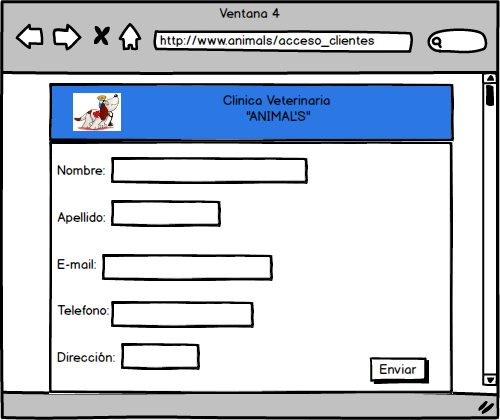 Ventana 4
http://www.animals/acceso_clientes
Clinica Veterinaria
"ANIMAL'S"
Nombre:
Apellido:
E-mail:
Telefono:
Dirección:
Enviar